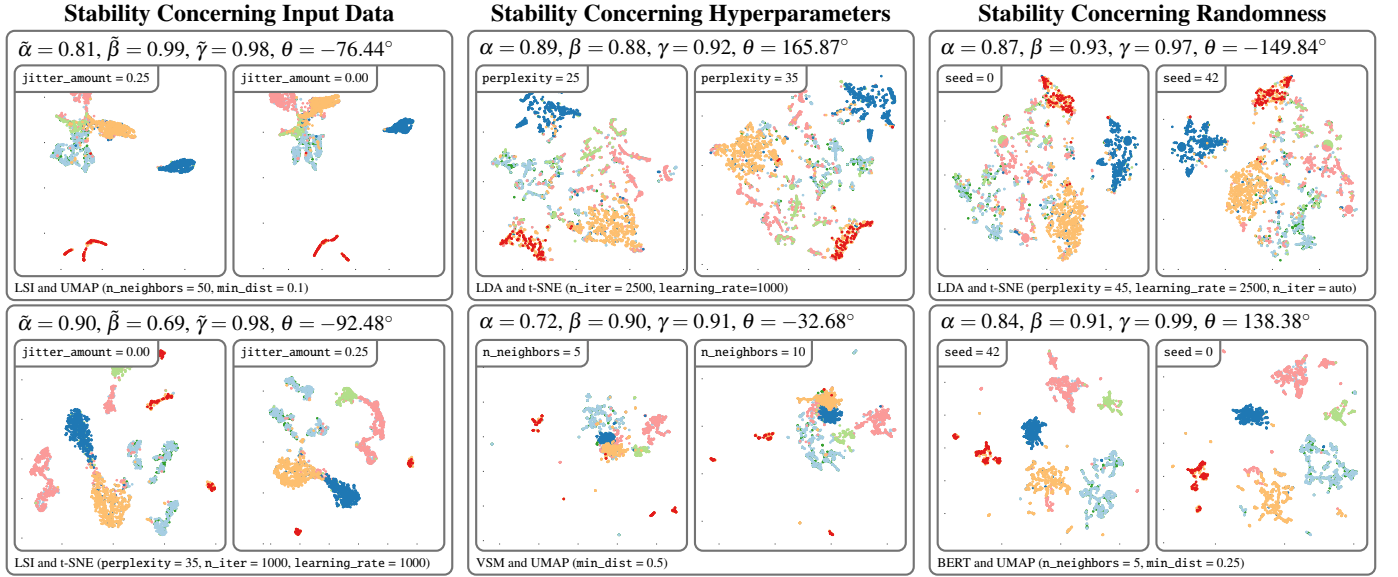 Stability Concerning Input Data
Stability Concerning Hyperparameters
Stability Concerning Randomness
α̃ = 0.81, β̃ = 0.99, γ̃ = 0.98, θ = −76.44°
jitter_amount = 0.25
jitter_amount = 0.00
LSI and UMAP (n_neighbors = 50, min_dist = 0.1)
α = 0.89, β = 0.88, γ = 0.92, θ = 165.87°
perplexity = 25
perplexity = 35
LDA and t-SNE (n_iter = 2500, learning_rate=1000)
α = 0.87, β = 0.93, γ = 0.97, θ = −149.84°
seed = 0
seed = 42
LDA and t-SNE (perplexity = 45, learning_rate = 2500, n_iter = auto)
α̃ = 0.90, β̃ = 0.69, γ̃ = 0.98, θ = −92.48°
jitter_amount = 0.00
jitter_amount = 0.25
LSI and t-SNE (perplexity = 35, n_iter = 1000, learning_rate = 1000)
α = 0.72, β = 0.90, γ = 0.91, θ = −32.68°
n_neighbors = 5
n_neighbors = 10
VSM and UMAP (min_dist = 0.5)
α = 0.84, β = 0.91, γ = 0.99, θ = 138.38°
seed = 42
seed = 0
BERT and UMAP (n_neighbors = 5, min_dist = 0.25)